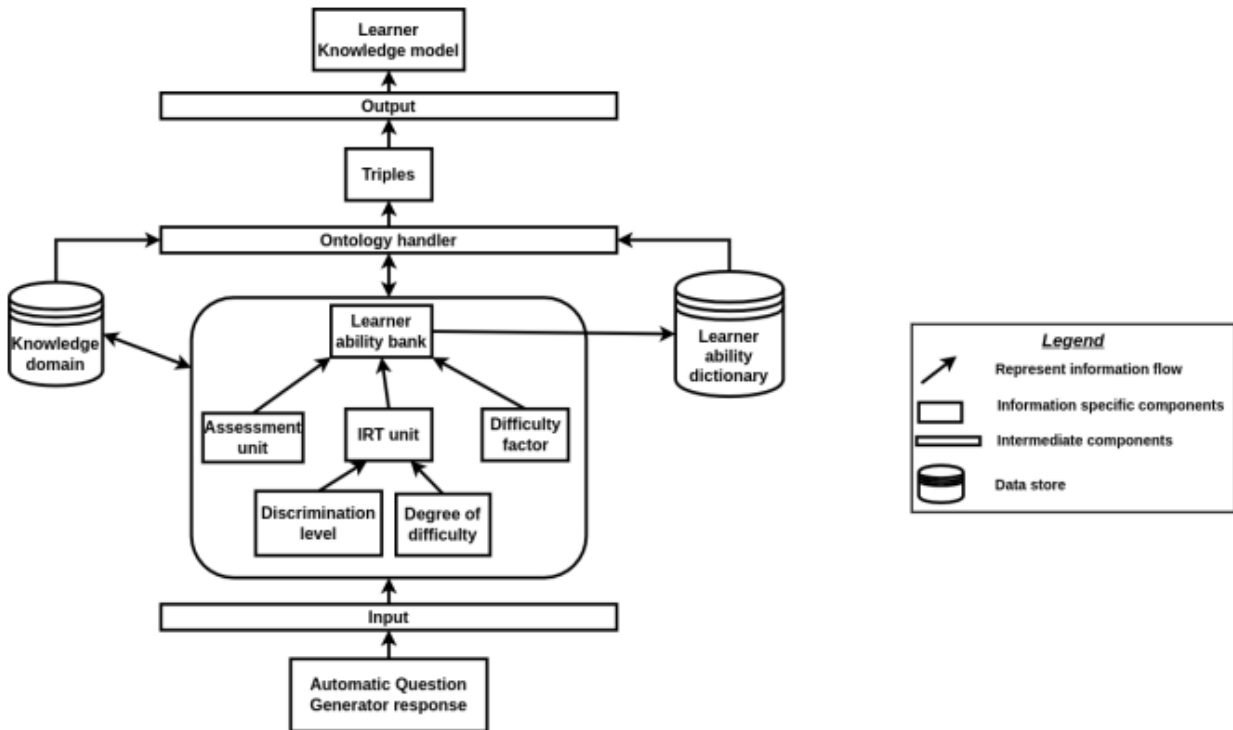 Learner
Knowledge model
Output
Triples
Ontology handler
Knowledge
domain
Learner
ability bank
Learner
ability
dictionary
Assessment
unit
IRT unit
Difficulty
factor
Discrimination
level
Degree of
difficulty
Input
Automatic Question
Generator response
Legend
Represent information flow
Information specific components
Intermediate components
Data store